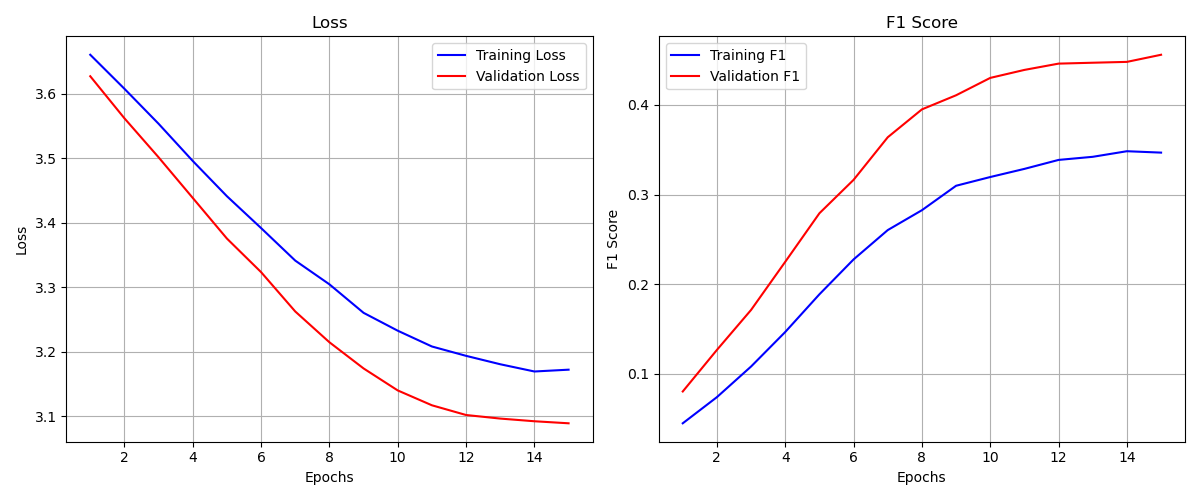 Loss
Training Loss
Validation Loss
3.6
3.5
3.4
3.3
3.2
3.1
Loss
2 4 6 8 10 12 14
Epochs
F1 Score
Training F1
Validation F1
0.4
0.3
0.2
0.1
F1 Score
2 4 6 8 10 12 14
Epochs